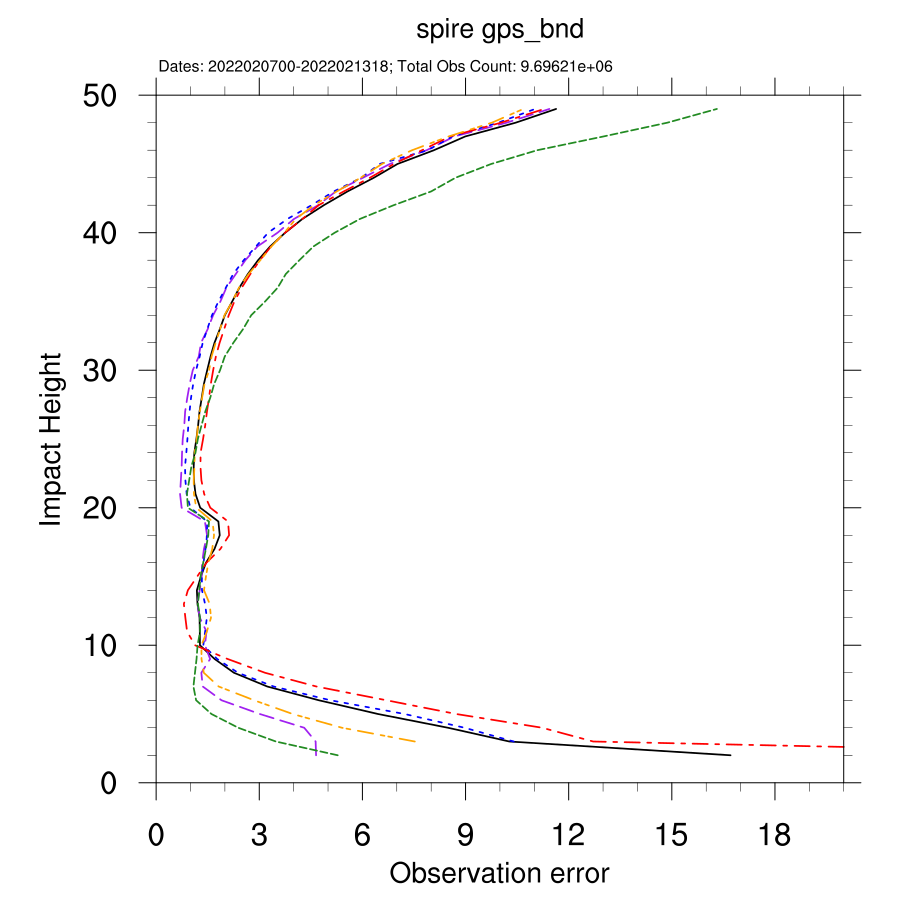 spire gps_bnd
Dates: 2022020700-2022021318; Total Obs Count: 9.69621e+06
50
40
30
20
10
0
Impact Height
0 3 6 9 12 15 18
Observation error